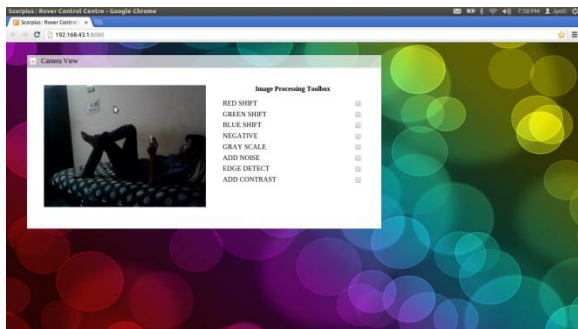 Scorplus : Rover Control Centre - Google Chrome
7:58 PM
Jyoti
Scorplus : Rover Control
192.168.43.1:8080
Camera View
Image Processing Toolbox
RED SHIFT
GREEN SHIFT
BLUE SHIFT
NEGATIVE
GRAY SCALE
ADD NOISE
EDGE DETECT
ADD CONTRAST